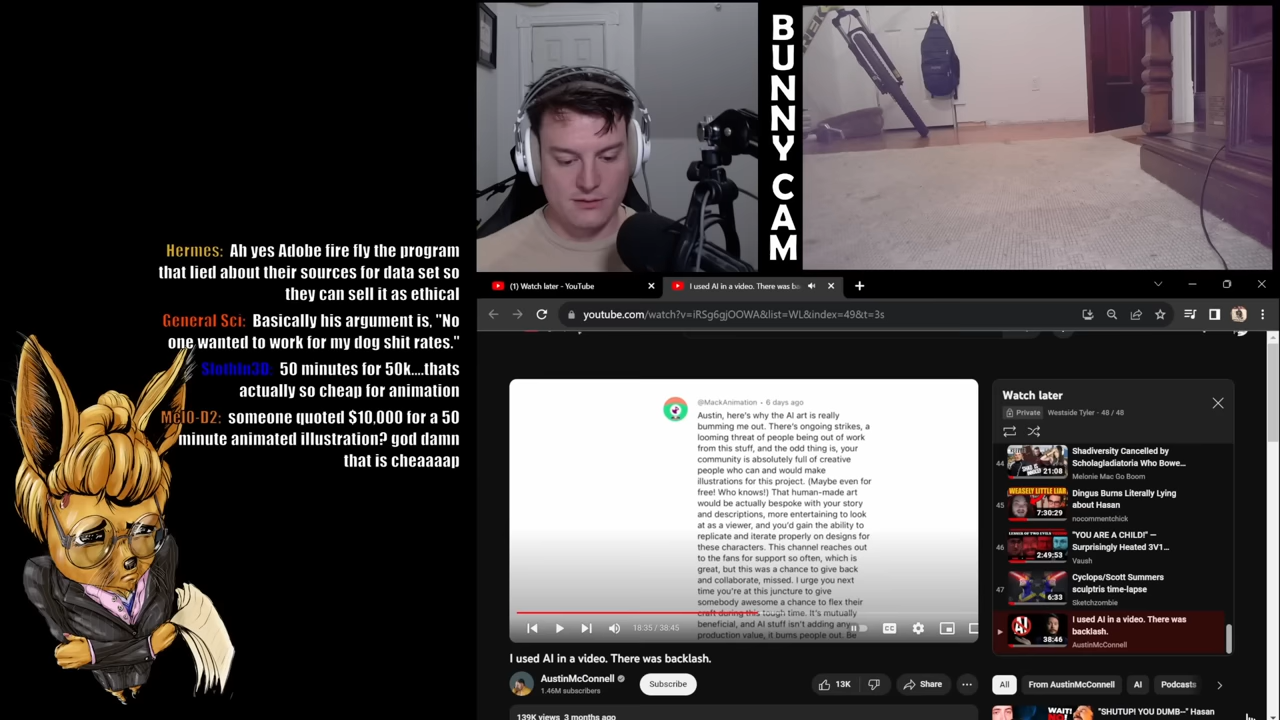 Hermes: Ah yes Adobe fire fly the program
that lied about their sources for data set so
they can sell it as ethical
General Sci: Basically his argument is, "No
one wanted to work for my dog shit rates."
50 minutes for 50k....thats
actually so cheap for animation
Mel0-D2: someone quoted $10,000 for a 50
minute animated illustration? god damn
that is cheaaaap
BUNNY CAM
(1) Watch later - YouTube
I used AI in a video. There was ba
youtube.com/watch?v=iRSg6gjOOWA&list=WL&index=49&t=3s
@MackAnimation • 6 days ago
Austin, here's why the AI art is really
bumming me out. There's ongoing strikes, a
looming threat of people being out of work
from this stuff, and the odd thing is, your
community is absolutely full of creative
people who can and would make
illustrations for this project. (Maybe even for
free! Who knows!) That human-made art
would be actually bespoke with your story
and descriptions, more entertaining to look
at as a viewer, and you'd gain the ability to
replicate and iterate properly on designs for
these characters. This channel reaches out
to the fans for support so often, which is
great, but this was a chance to give back
and collaborate, missed. I urge you next
time you're at this juncture to give
somebody awesome a chance to flex their
craft during this tough time. It's mutually
beneficial, and AI stuff isn't adding any
production value, it bums people out. Be
18:35 / 38:45
CC
I used AI in a video. There was backlash.
AustinMcConnell
1.46M subscribers
Subscribe
13K
Share
139K views 3 months ago
Watch later
Private Westside Tyler - 48 / 48
44
21:08
Shadiversity Cancelled by
Scholagladiatoria Who Bowe...
Melonie Mac Go Boom
45
WEASELY LITTLE LIAR
7:30:29
Dingus Burns Literally Lying
about Hasan
nocommentchick
46
2:49:53
"YOU ARE A CHILD!" —
Surprisingly Heated 3V1...
Vaush
47
6:33
Cyclops/Scott Summers
sculptris time-lapse
Sketchzombie
AI
38:46
I used AI in a video. There was
backlash.
AustinMcConnell
All
From AustinMcConnell
AI
Podcasts
WAIT!
"SHUTUP! YOU DUMB--" Hasan